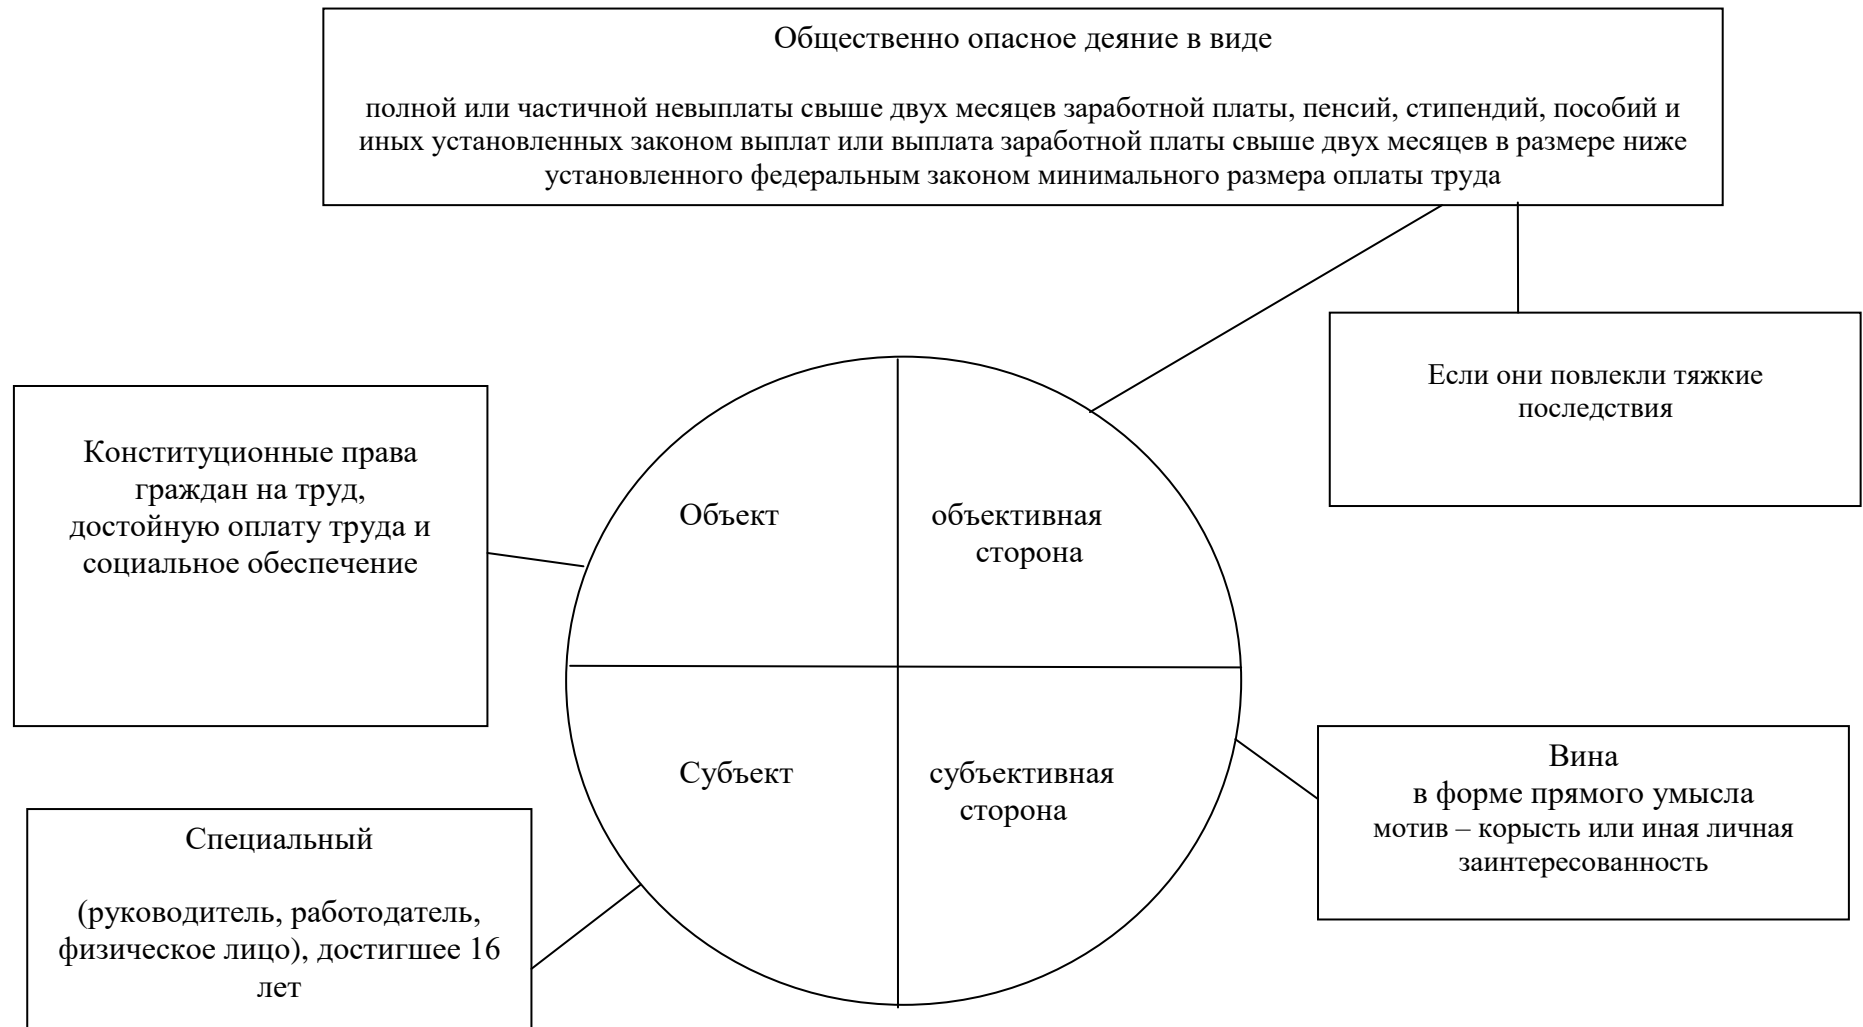 Общественно опасное деяние в виде
полной или частичной невыплаты свыше двух месяцев заработной платы, пенсий, стипендий, пособий и
иных установленных законом выплат или выплата заработной платы свыше двух месяцев в размере ниже
установленного федеральным законом минимального размера оплаты труда
Если они повлекли тяжкие
последствия
Конституционные права
граждан на труд,
достойную оплату труда и
социальное обеспечение
Объект
объективная
сторона
Субъект
субъективная
сторона
Вина
в форме прямого умысла
мотив – корысть или иная личная
заинтересованность
Специальный
(руководитель, работодатель,
физическое лицо), достигшее 16
лет